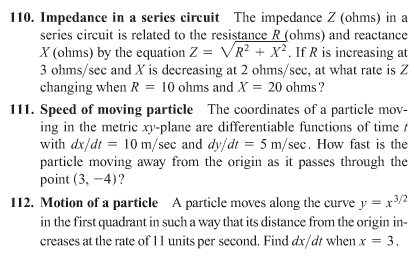 110. Impedance in a series circuit The impedance Z (ohms) in a
series circuit is related to the resistance R (ohms) and reactance
X (ohms) by the equation Z = √R² + X². If R is increasing at
3 ohms/sec and X is decreasing at 2 ohms/sec, at what rate is Z
changing when R = 10 ohms and X = 20 ohms?
111. Speed of moving particle The coordinates of a particle mov-
ing in the metric xy-plane are differentiable functions of time t
with dx/dt = 10 m/sec and dy/dt = 5 m/sec. How fast is the
particle moving away from the origin as it passes through the
point (3, −4)?
112. Motion of a particle A particle moves along the curve y = x³/²
in the first quadrant in such a way that its distance from the origin in-
creases at the rate of 11 units per second. Find dx/dt when x = 3.